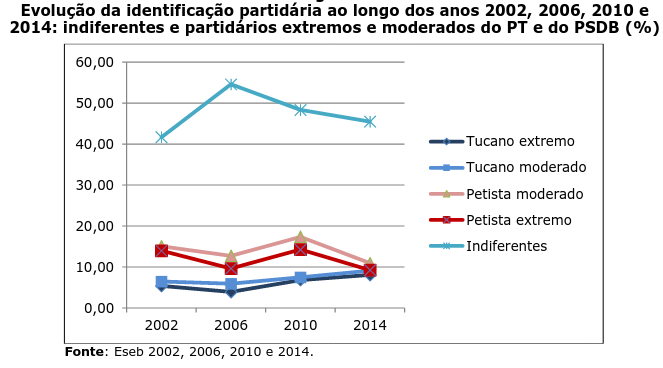 Evolução da identificação partidária ao longo dos anos 2002, 2006, 2010 e
2014: indiferentes e partidários extremos e moderados do PT e do PSDB (%)
60,00
50,00
40,00
30,00
20,00
10,00
0,00
2002 2006 2010 2014
Tucano extremo
Tucano moderado
Petista moderado
Petista extremo
Indiferentes
Fonte: Eseb 2002, 2006, 2010 e 2014.